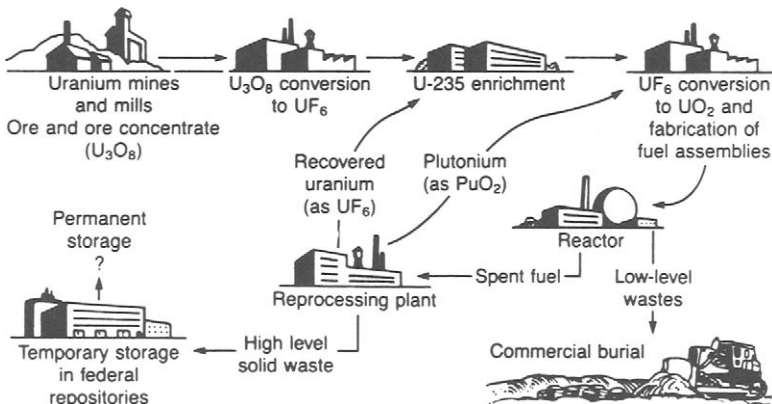 Uranium mines
and mills
Ore and ore concentrate
(U₃O₈)
U₃O₈ conversion
to UF₆
U-235 enrichment
UF₆ conversion
to UO₂ and
fabrication of
fuel assemblies
Recovered
uranium
(as UF₆)
Plutonium
(as PuO₂)
Permanent
storage
?
Reactor
Spent fuel
Low-level
wastes
Reprocessing plant
High level
solid waste
Temporary storage
in federal
repositories
Commercial burial